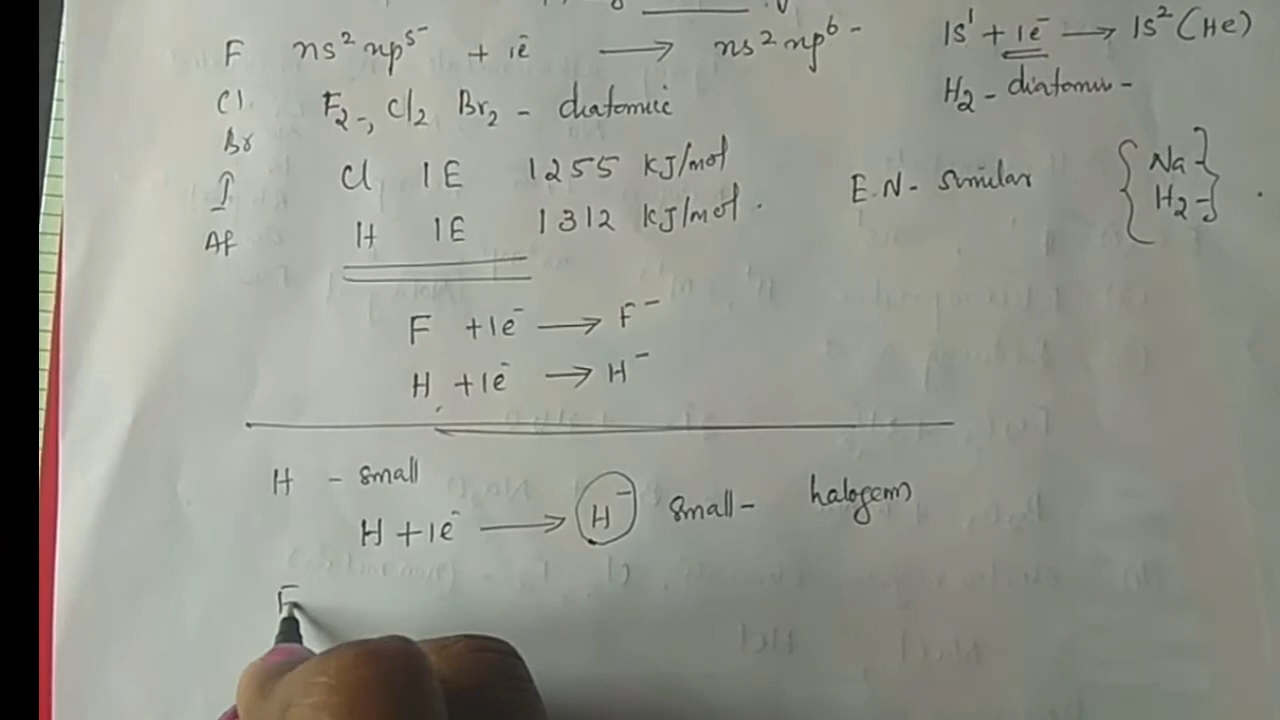 F ns² np⁵ + 1e⁻ → ns² np⁶ - 1s¹ + 1e⁻ → 1s² (He)
Cl. F₂-, Cl₂ Br₂ - diatomic H₂ - diatomic -
Br
I Cl IE 1255 KJ/mol E.N- Similar { Na }
At H IE 1312 KJ/mol. { H₂ - } .
F + 1e⁻ → F⁻
H + 1e⁻ → H⁻
H - Small
H + 1e⁻ → H⁻ Small- halogens
F